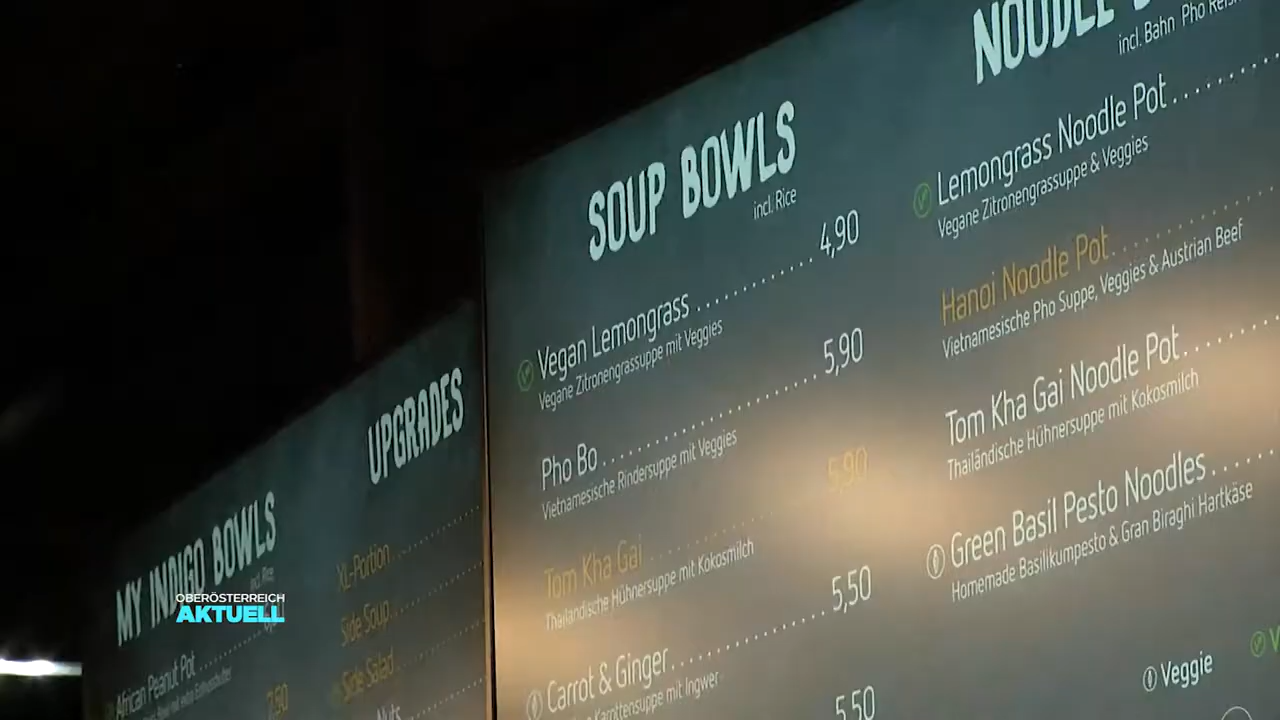 MY INDIGO BOWLS
African Peanut Pot
7,50
UPGRADES
XL-Portion
Side Soup
Side Salad
Nuts
SOUP BOWLS
incl. Rice
4,90
Vegan Lemongrass
Vegane Zitronengrassuppe mit Veggies
5,90
Pho Bo
Vietnamesische Rindersuppe mit Veggies
5,90
Tom Kha Gai
Thailändische Hühnersuppe mit Kokosmilch
5,50
Carrot & Ginger
Karottensuppe mit Ingwer
5,50
NOODLE
incl. Bahn Pho
Lemongrass Noodle Pot
Vegane Zitronengrassuppe & Veggies
Hanoi Noodle Pot
Vietnamesische Pho Suppe, Veggies & Austrian Beef
Tom Kha Gai Noodle Pot
Thailändische Hühnersuppe mit Kokosmilch
Green Basil Pesto Noodles
Homemade Basilikumpesto & Gran Biraghi Hartkäse
Veggie
OBERÖSTERREICH
AKTUELL